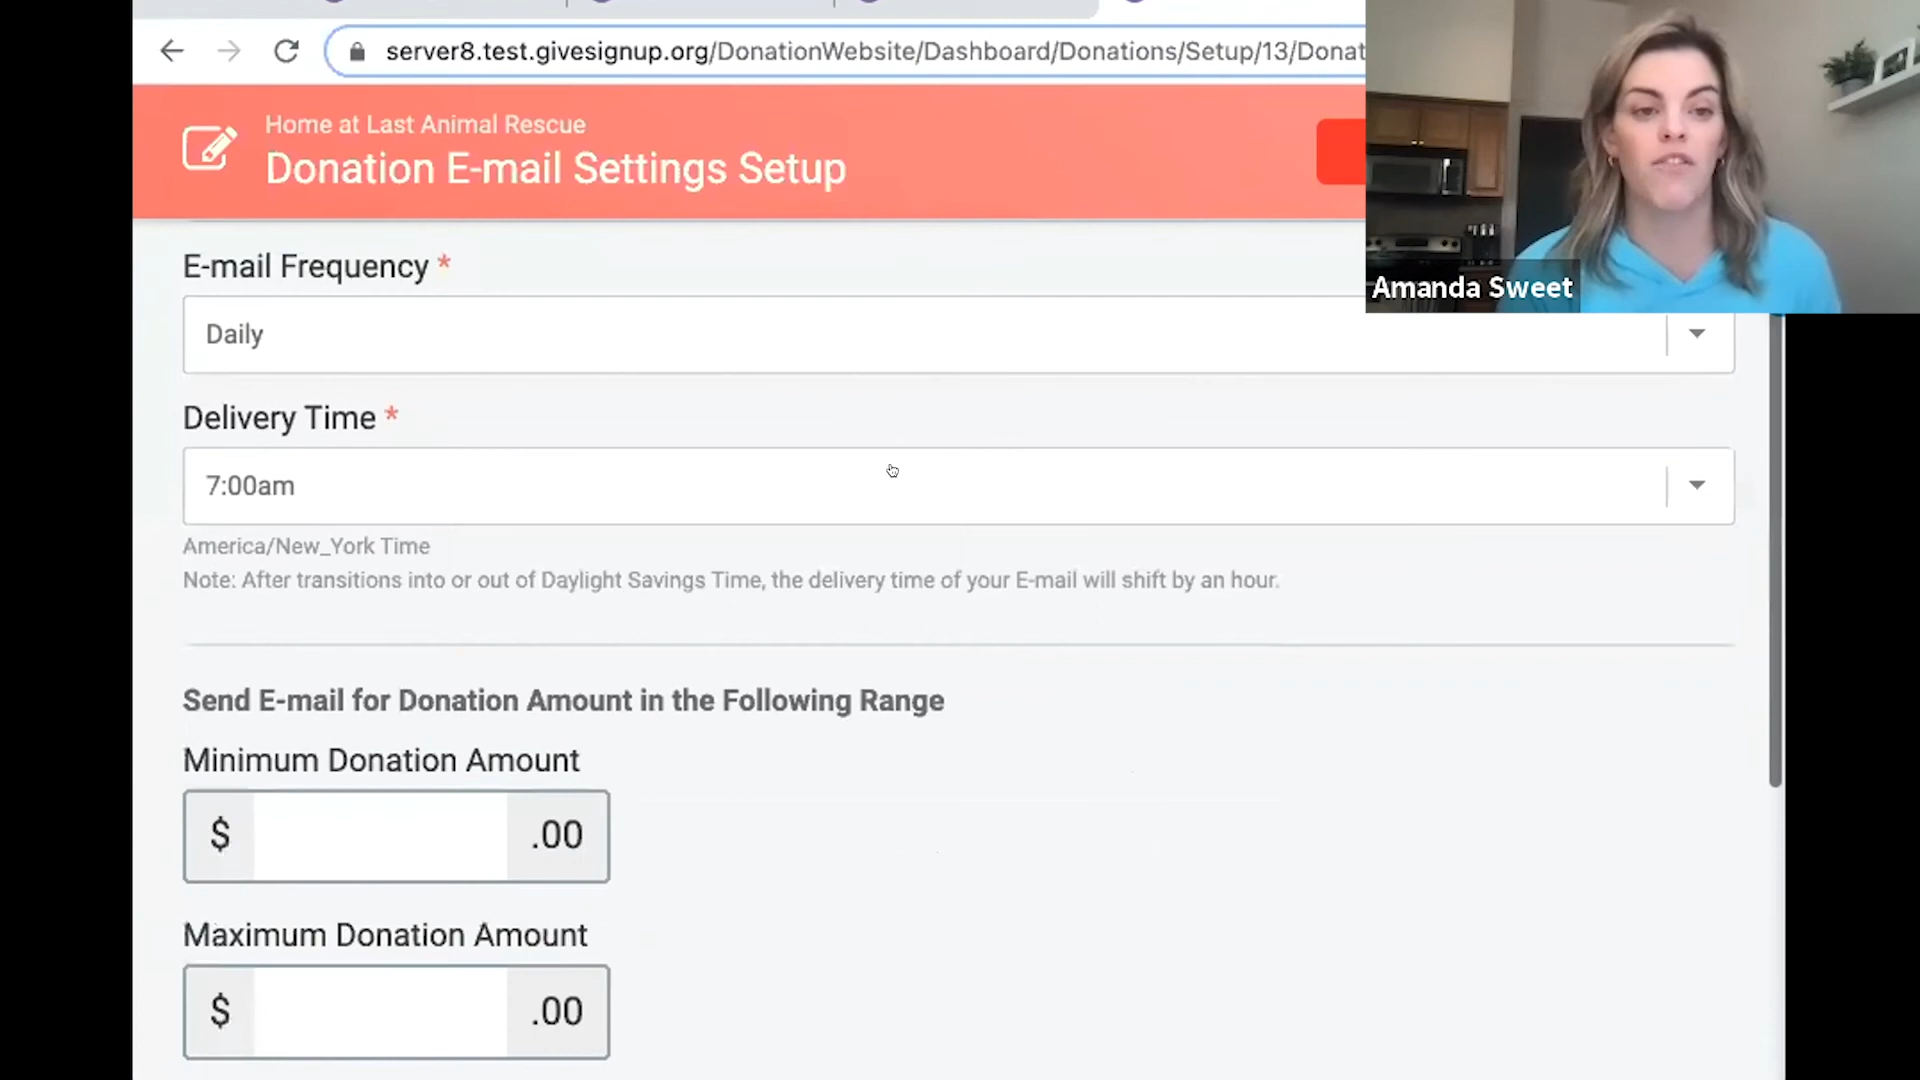 server8.test.givesignup.org/DonationWebsite/Dashboard/Donations/Setup/13/Donat
Home at Last Animal Rescue
Donation E-mail Settings Setup
Amanda Sweet
E-mail Frequency *
Daily
Delivery Time *
7:00am
America/New_York Time
Note: After transitions into or out of Daylight Savings Time, the delivery time of your E-mail will shift by an hour.
Send E-mail for Donation Amount in the Following Range
Minimum Donation Amount
$ .00
Maximum Donation Amount
$ .00